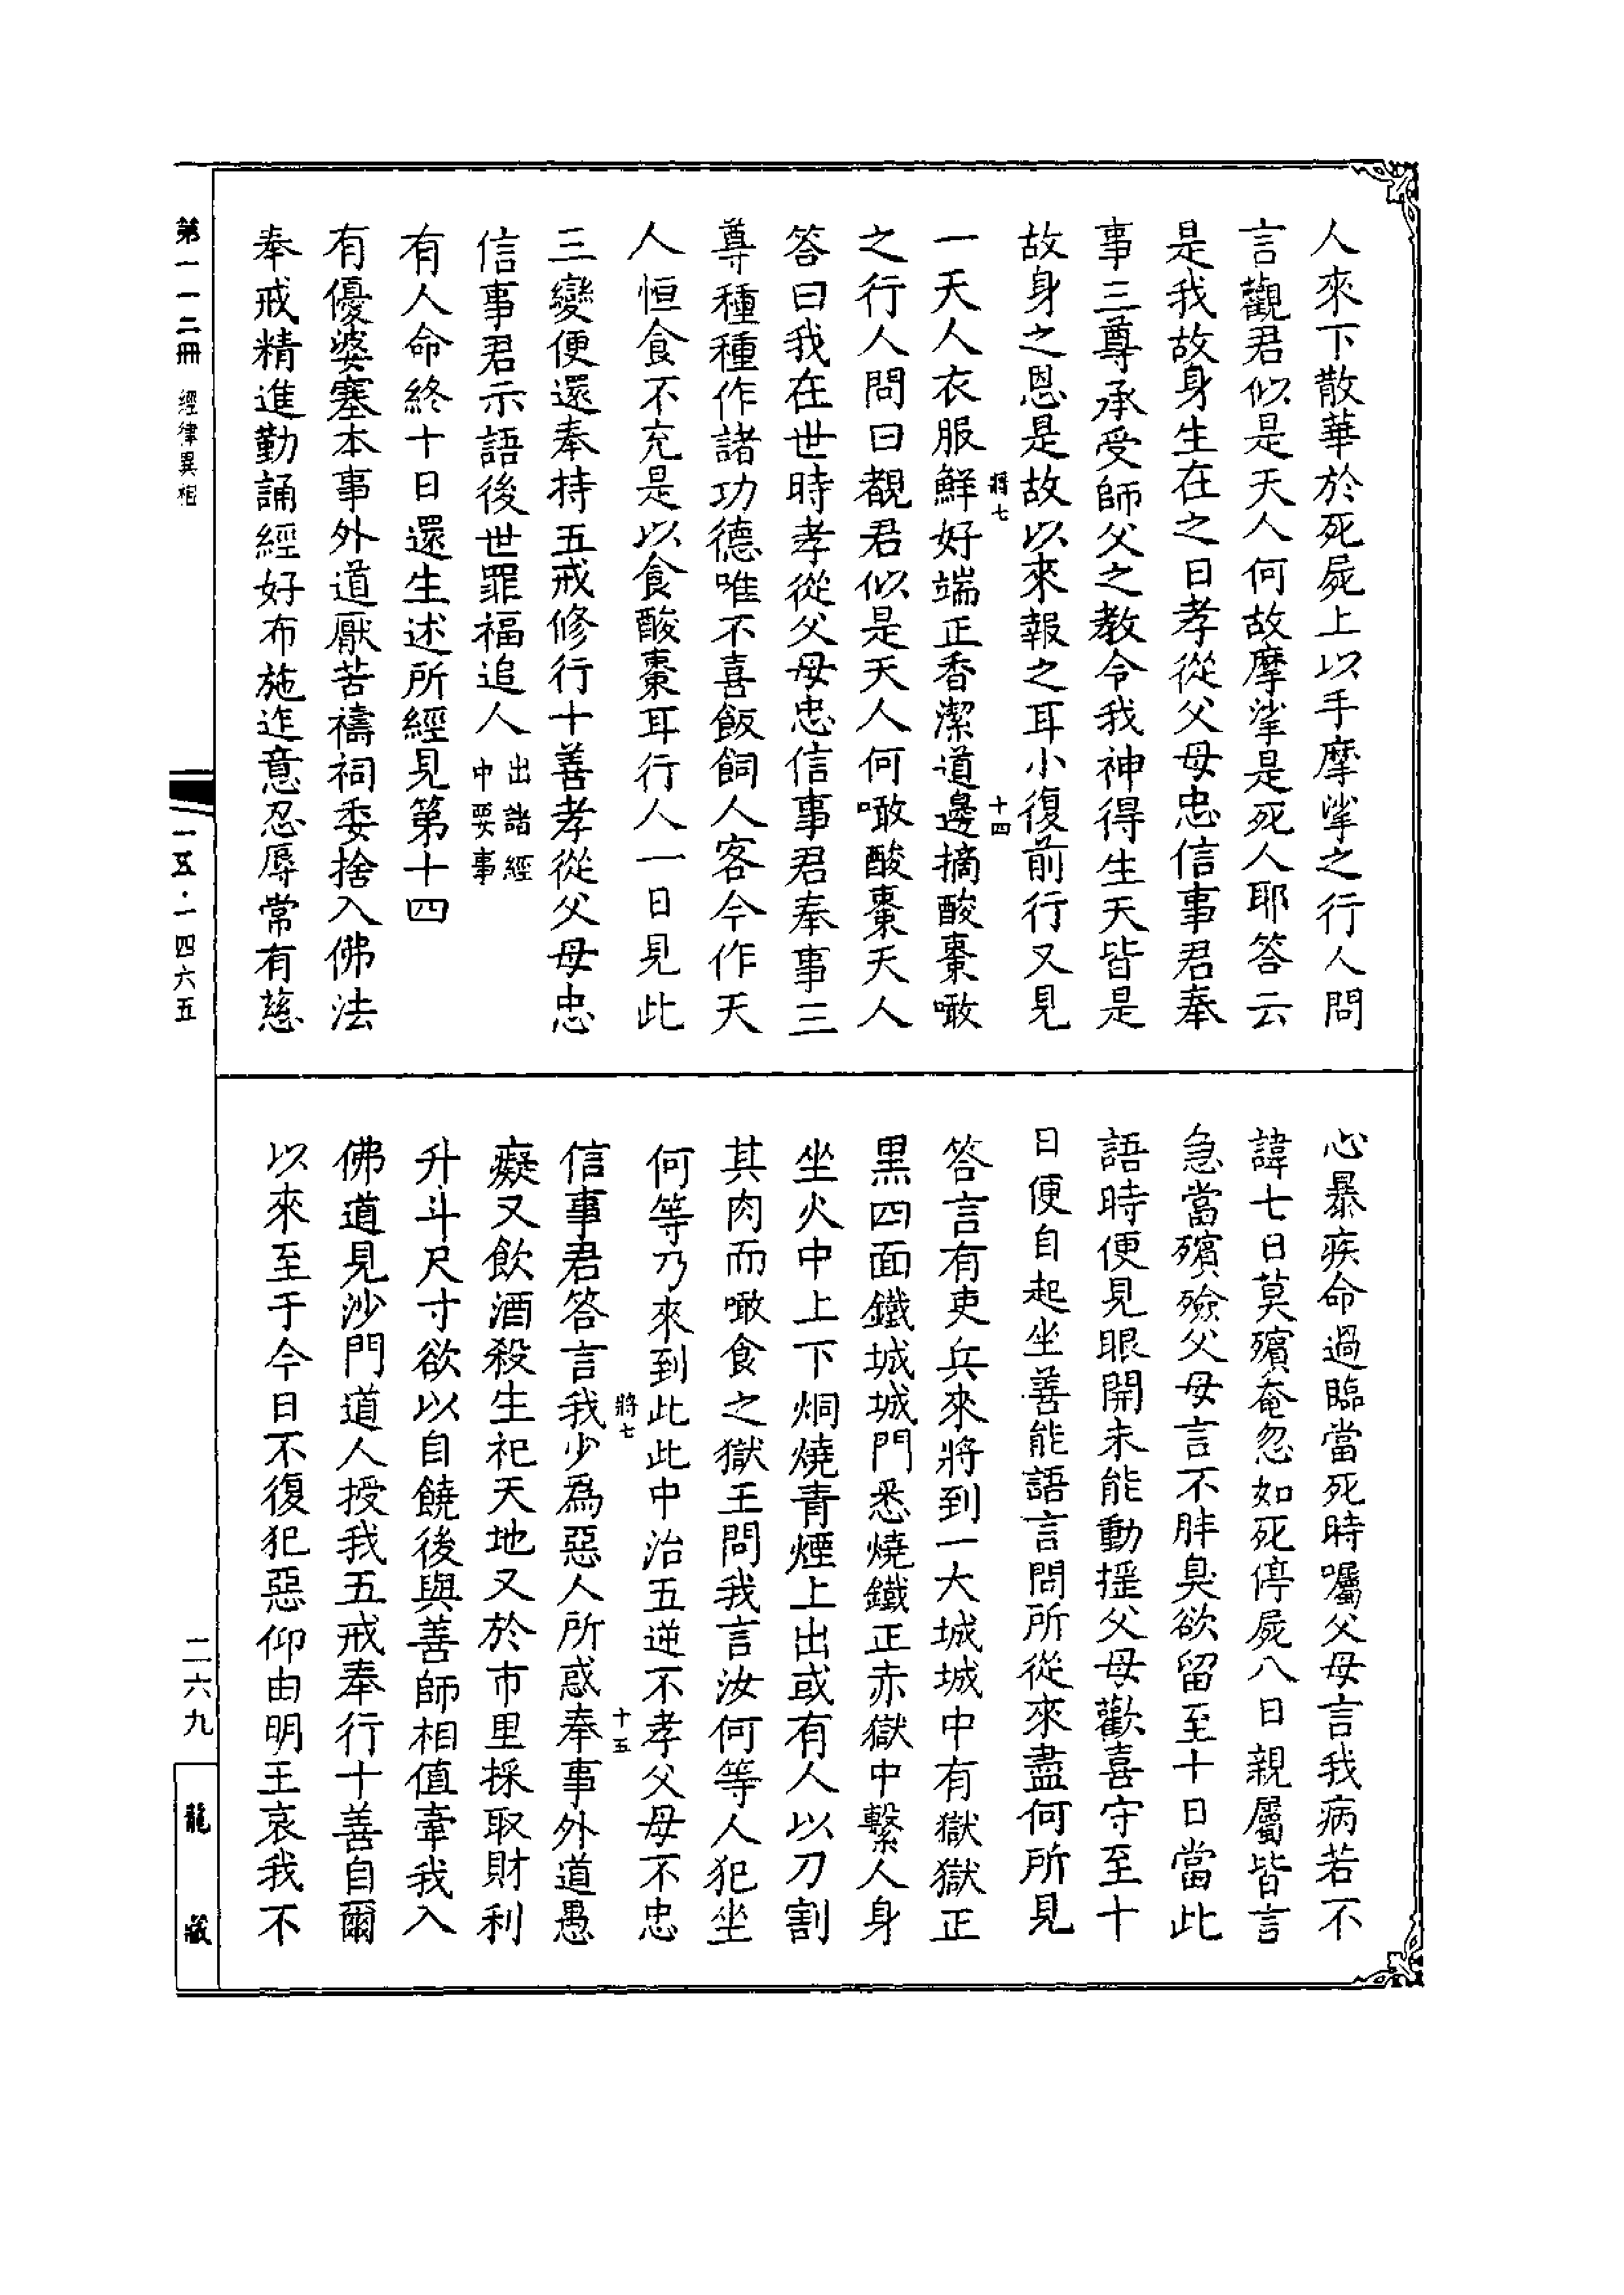 人來下散華於死屍上以手摩挲之行人問
言觀君似是天人何故摩挲是死人耶答云
是我故身生在之日孝從父母忠信事君奉
事三尊承受師父之教令我神得生天皆是
故身之恩是故以來報之耳小復前行又見
將七
十四
一天人衣服鮮好端正香潔道邊摘酸棗噉
之行人問曰覩君似是天人何噉酸棗天人
答曰我在世時孝從父母忠信事君奉事三
尊種種作諸功德唯不喜飯飼人客今作天
人恒食不充是以食酸棗耳行人一日見此
三變便還奉持五戒修行十善孝從父母忠
信事君示語後世罪福追人出諸經
中要事
有人命終十日還生述所經見第十四
有優婆塞本事外道厭苦禱祠委捨入佛法
奉戒精進勤誦經好布施迮意忍辱常有慈
心暴疾命過臨當死時囑父母言我病若不
諱七日莫殯奄忽如死停屍八日親屬皆言
急當殯殮父母言不胖臭欲留至十日當此
語時便見眼開未能動搖父母歡喜守至十
日便自起坐善能語言問所從來盡何所見
答言有吏兵來將到一大城城中有獄獄正
黑四面鐵城城門悉燒鐵正赤獄中繫人身
坐火中上下烔燒青煙上出或有人以刀割
其肉而噉食之獄王問我言汝何等人犯坐
何等乃來到此此中治五逆不孝父母不忠
將七
十五
信事君答言我少為惡人所惑奉事外道愚
癡又飲酒殺生祀天地又於市里採取財利
升斗尺寸欲以自饒後與善師相值牽我入
佛道見沙門道人授我五戒奉行十善自爾
以來至于今日不復犯惡仰由明王哀我不
第一一二冊 經律異相
一五·一四六五
二六九
龍藏